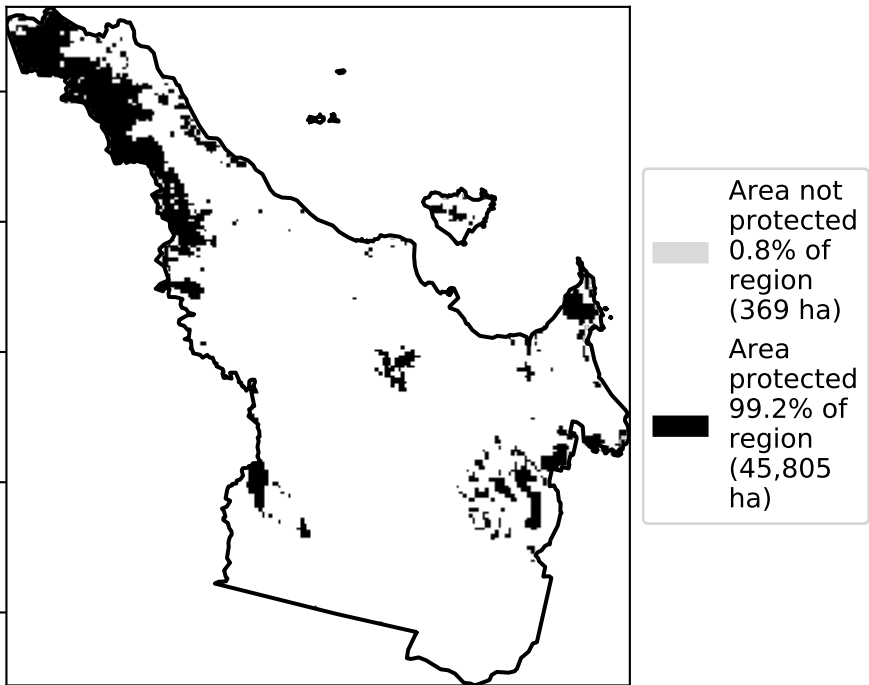 Area not
protected
0.8% of
region
(369 ha)
Area
protected
99.2% of
region
(45,805
ha)